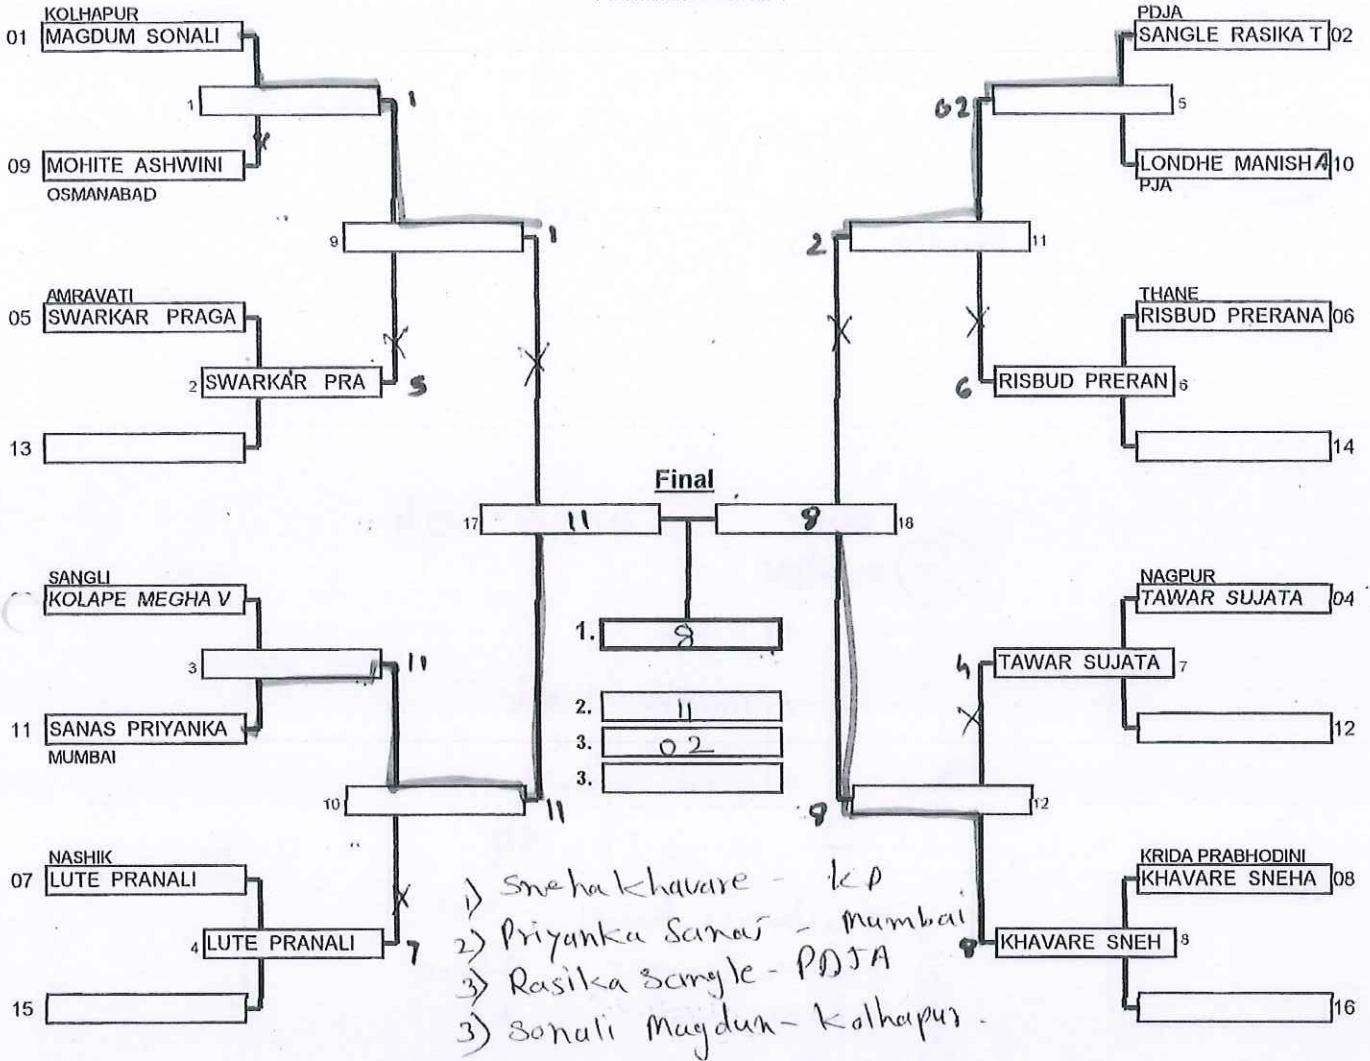 KOLHAPUR
01 MAGDUM SONALI
1 1
09 MOHITE ASHWINI
OSMANABAD
9 1
AMRAVATI
05 SWARKAR PRAGA
2 SWARKAR PRA 5
13
17 11
SANGLI
KOLAPE MEGHA V
3 11
11 SANAS PRIYANKA
MUMBAI
10 11
NASHIK
07 LUTE PRANALI
4 LUTE PRANALI 7
15
Final
1. 8
2. 11
3. 02
3.
PDJA
SANGLE RASIKA T 02
02 5
LONDHE MANISHA 10
PJA
2 11
THANE
RISBUD PRERANA 06
6 RISBUD PRERAN 6
14
8 18
NAGPUR
TAWAR SUJATA 04
4 TAWAR SUJATA 7
12
8 12
KRIDA PRABHODINI
KHAVARE SNEHA 08
8 KHAVARE SNEH 8
16
1) Sneha khavare - KP
2) Priyanka Sanas - Mumbai
3) Rasika Sangle - PDJA
3) Sonali Magdum - Kolhapur.